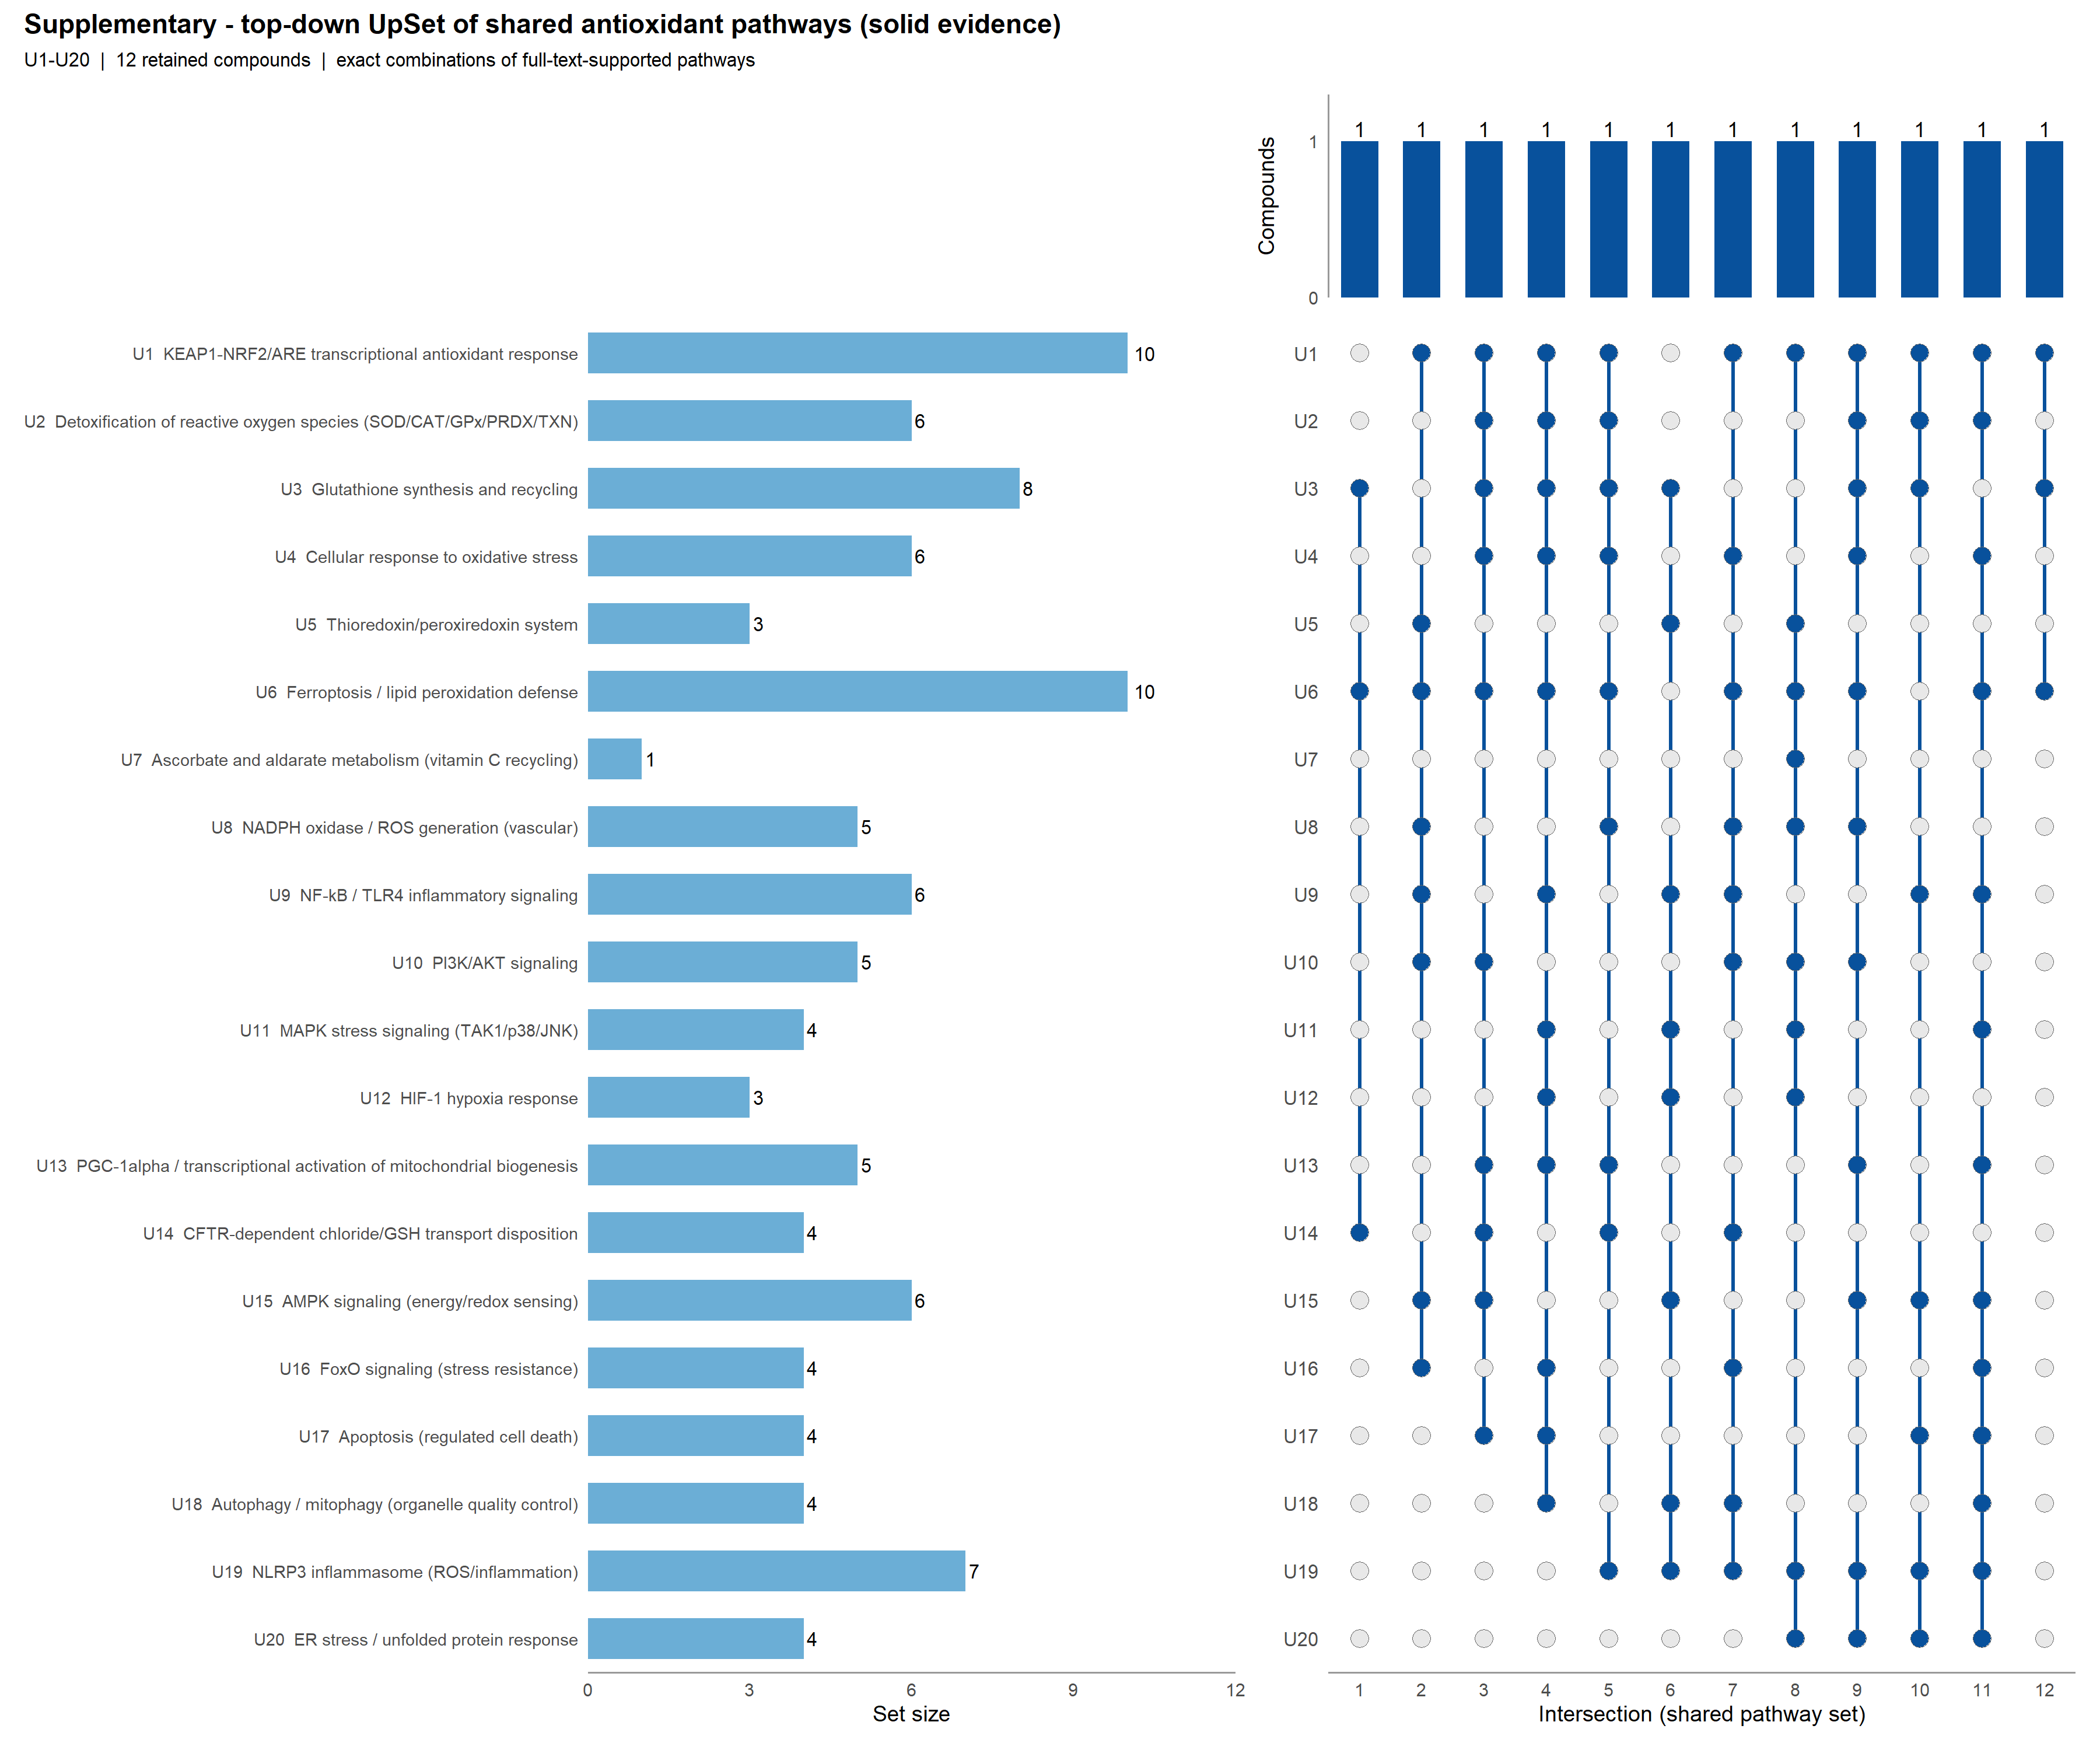 Supplementary - top-down UpSet of shared antioxidant pathways (solid evidence)
U1-U20 | 12 retained compounds | exact combinations of full-text-supported pathways
Compounds
1
0
1 1 1 1 1 1 1 1 1 1 1 1
U1 KEAP1-NRF2/ARE transcriptional antioxidant response 10 U1
U2 Detoxification of reactive oxygen species (SOD/CAT/GPx/PRDX/TXN) 6 U2
U3 Glutathione synthesis and recycling 8 U3
U4 Cellular response to oxidative stress 6 U4
U5 Thioredoxin/peroxiredoxin system 3 U5
U6 Ferroptosis / lipid peroxidation defense 10 U6
U7 Ascorbate and aldarate metabolism (vitamin C recycling) 1 U7
U8 NADPH oxidase / ROS generation (vascular) 5 U8
U9 NF-kB / TLR4 inflammatory signaling 6 U9
U10 PI3K/AKT signaling 5 U10
U11 MAPK stress signaling (TAK1/p38/JNK) 4 U11
U12 HIF-1 hypoxia response 3 U12
U13 PGC-1alpha / transcriptional activation of mitochondrial biogenesis 5 U13
U14 CFTR-dependent chloride/GSH transport disposition 4 U14
U15 AMPK signaling (energy/redox sensing) 6 U15
U16 FoxO signaling (stress resistance) 4 U16
U17 Apoptosis (regulated cell death) 4 U17
U18 Autophagy / mitophagy (organelle quality control) 4 U18
U19 NLRP3 inflammasome (ROS/inflammation) 7 U19
U20 ER stress / unfolded protein response 4 U20
0 3 6 9 12
Set size
1 2 3 4 5 6 7 8 9 10 11 12
Intersection (shared pathway set)